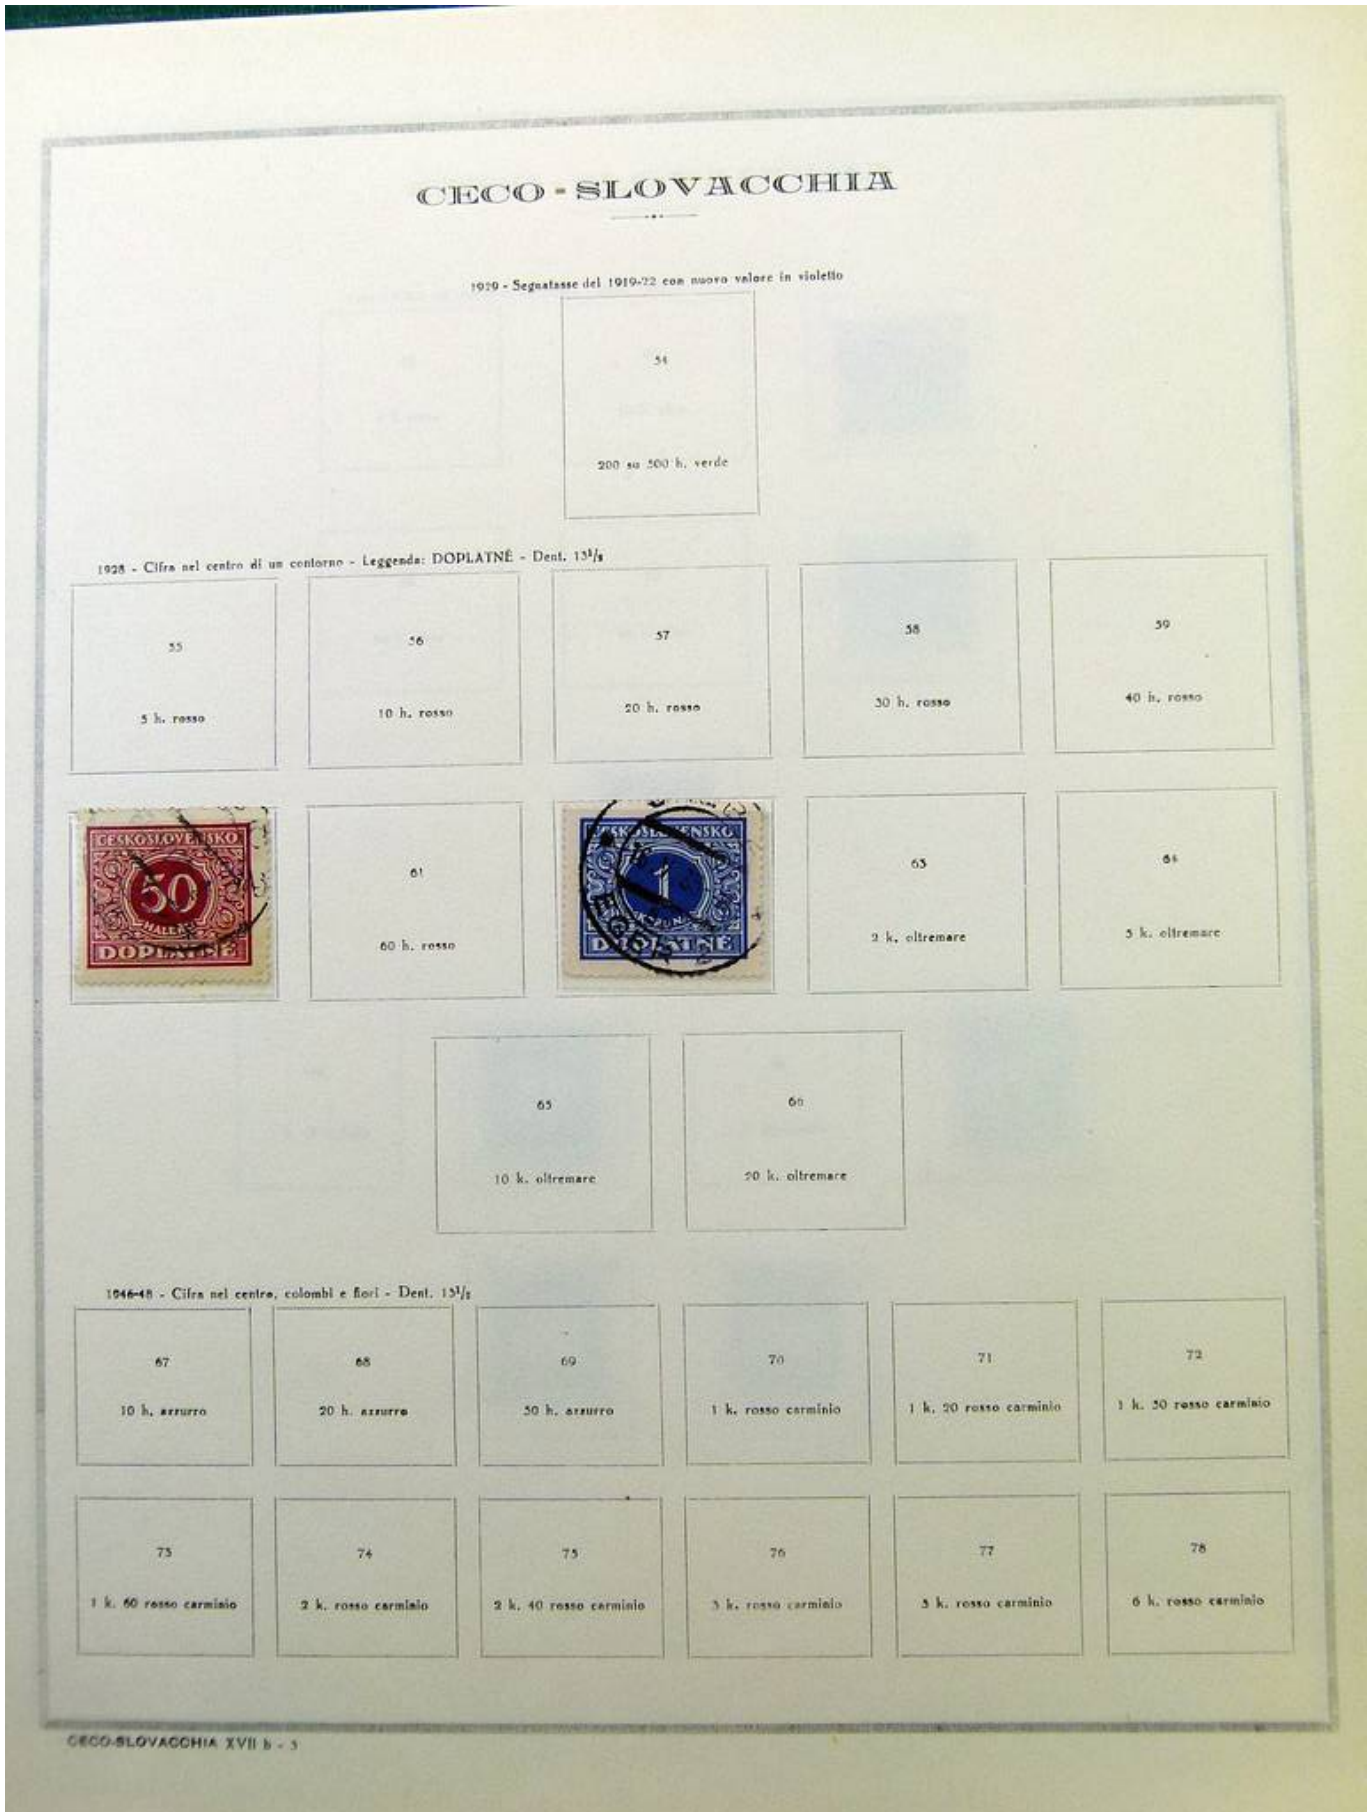 CECO-SLOVACCHIA
1929 - Segnatasse del 1919-22 con nuovo valore in violetto
54
200 su 500 h. verde
1928 - Cifra nel centro di un contorno - Leggenda: DOPLATNÉ - Dent. 13¹/₂
55
56
57
58
59
5 h. rosso
10 h. rosso
20 h. rosso
30 h. rosso
40 h. rosso
ČESKOSLOVENSKO
50
HALÉŘŮ
DOPLATNÉ
61
60 h. rosso
ČESKOSLOVENSKO
1
KORUNA
DOPLATNÉ
EGER
63
2 k. oltremare
64
5 k. oltremare
65
66
10 k. oltremare
20 k. oltremare
1946-48 - Cifra nel centro, colombi e fiori - Dent. 13¹/₂
67
68
69
70
71
72
10 h. azzurro
20 h. azzurro
50 h. azzurro
1 k. rosso carminio
1 k. 20 rosso carminio
1 k. 50 rosso carminio
73
74
75
76
77
78
1 k. 60 rosso carminio
2 k. rosso carminio
2 k. 40 rosso carminio
3 k. rosso carminio
5 k. rosso carminio
6 k. rosso carminio
CECO-SLOVACCHIA XVII b - 3